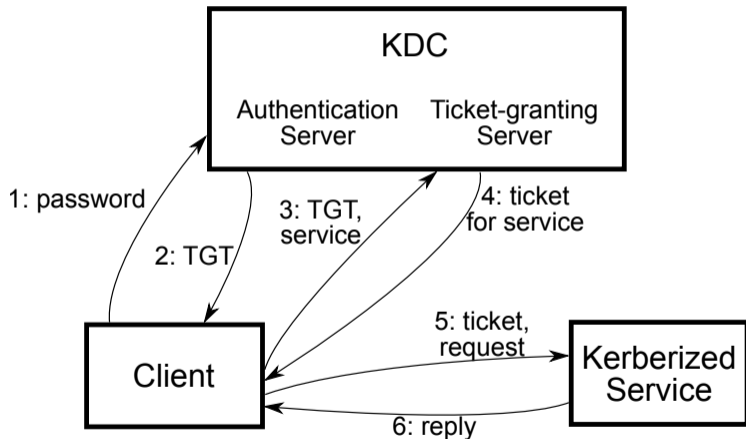 KDC
Authentication
Server
Ticket-granting
Server
1: password
2: TGT
3: TGT,
service
4: ticket
for service
Client
5: ticket,
request
Kerberized
Service
6: reply